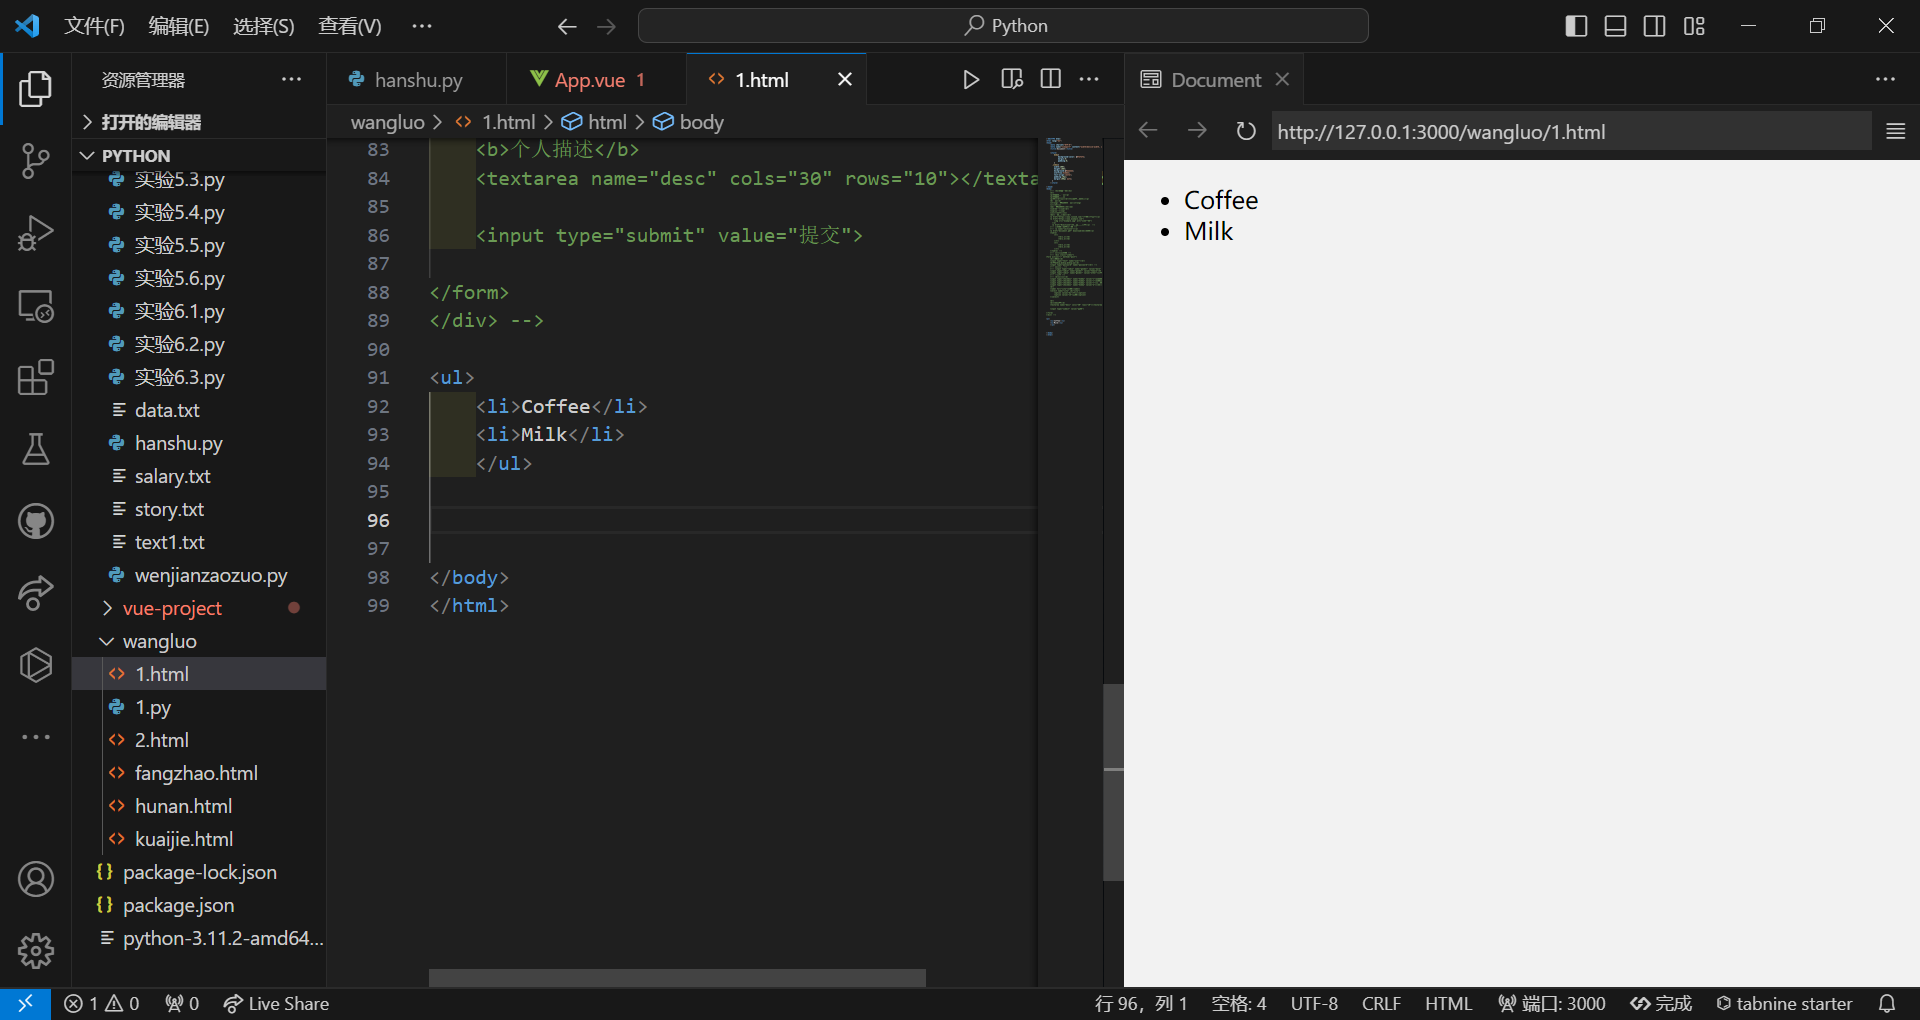 文件(F) 编辑(E) 选择(S) 查看(V) ··· Python
资源管理器
打开的编辑器
PYTHON
实验5.3.py
实验5.4.py
实验5.5.py
实验5.6.py
实验6.1.py
实验6.2.py
实验6.3.py
data.txt
hanshu.py
salary.txt
story.txt
text1.txt
wenjianzaozuo.py
vue-project
wangluo
1.html
1.py
2.html
fangzhao.html
hunan.html
kuaijie.html
package-lock.json
package.json
python-3.11.2-amd64...
hanshu.py App.vue 1 1.html
wangluo > 1.html > html > body
83 <b>个人描述</b>
84 <textarea name="desc" cols="30" rows="10"></texta
85
86 <input type="submit" value="提交">
87
88 </form>
89 </div> -->
90
91 <ul>
92 <li>Coffee</li>
93 <li>Milk</li>
94 </ul>
95
96
97
98 </body>
99 </html>
Document
http://127.0.0.1:3000/wangluo/1.html
• Coffee
• Milk
1 0 0 Live Share 行 96，列 1 空格: 4 UTF-8 CRLF HTML 端口: 3000 完成 tabnine starter